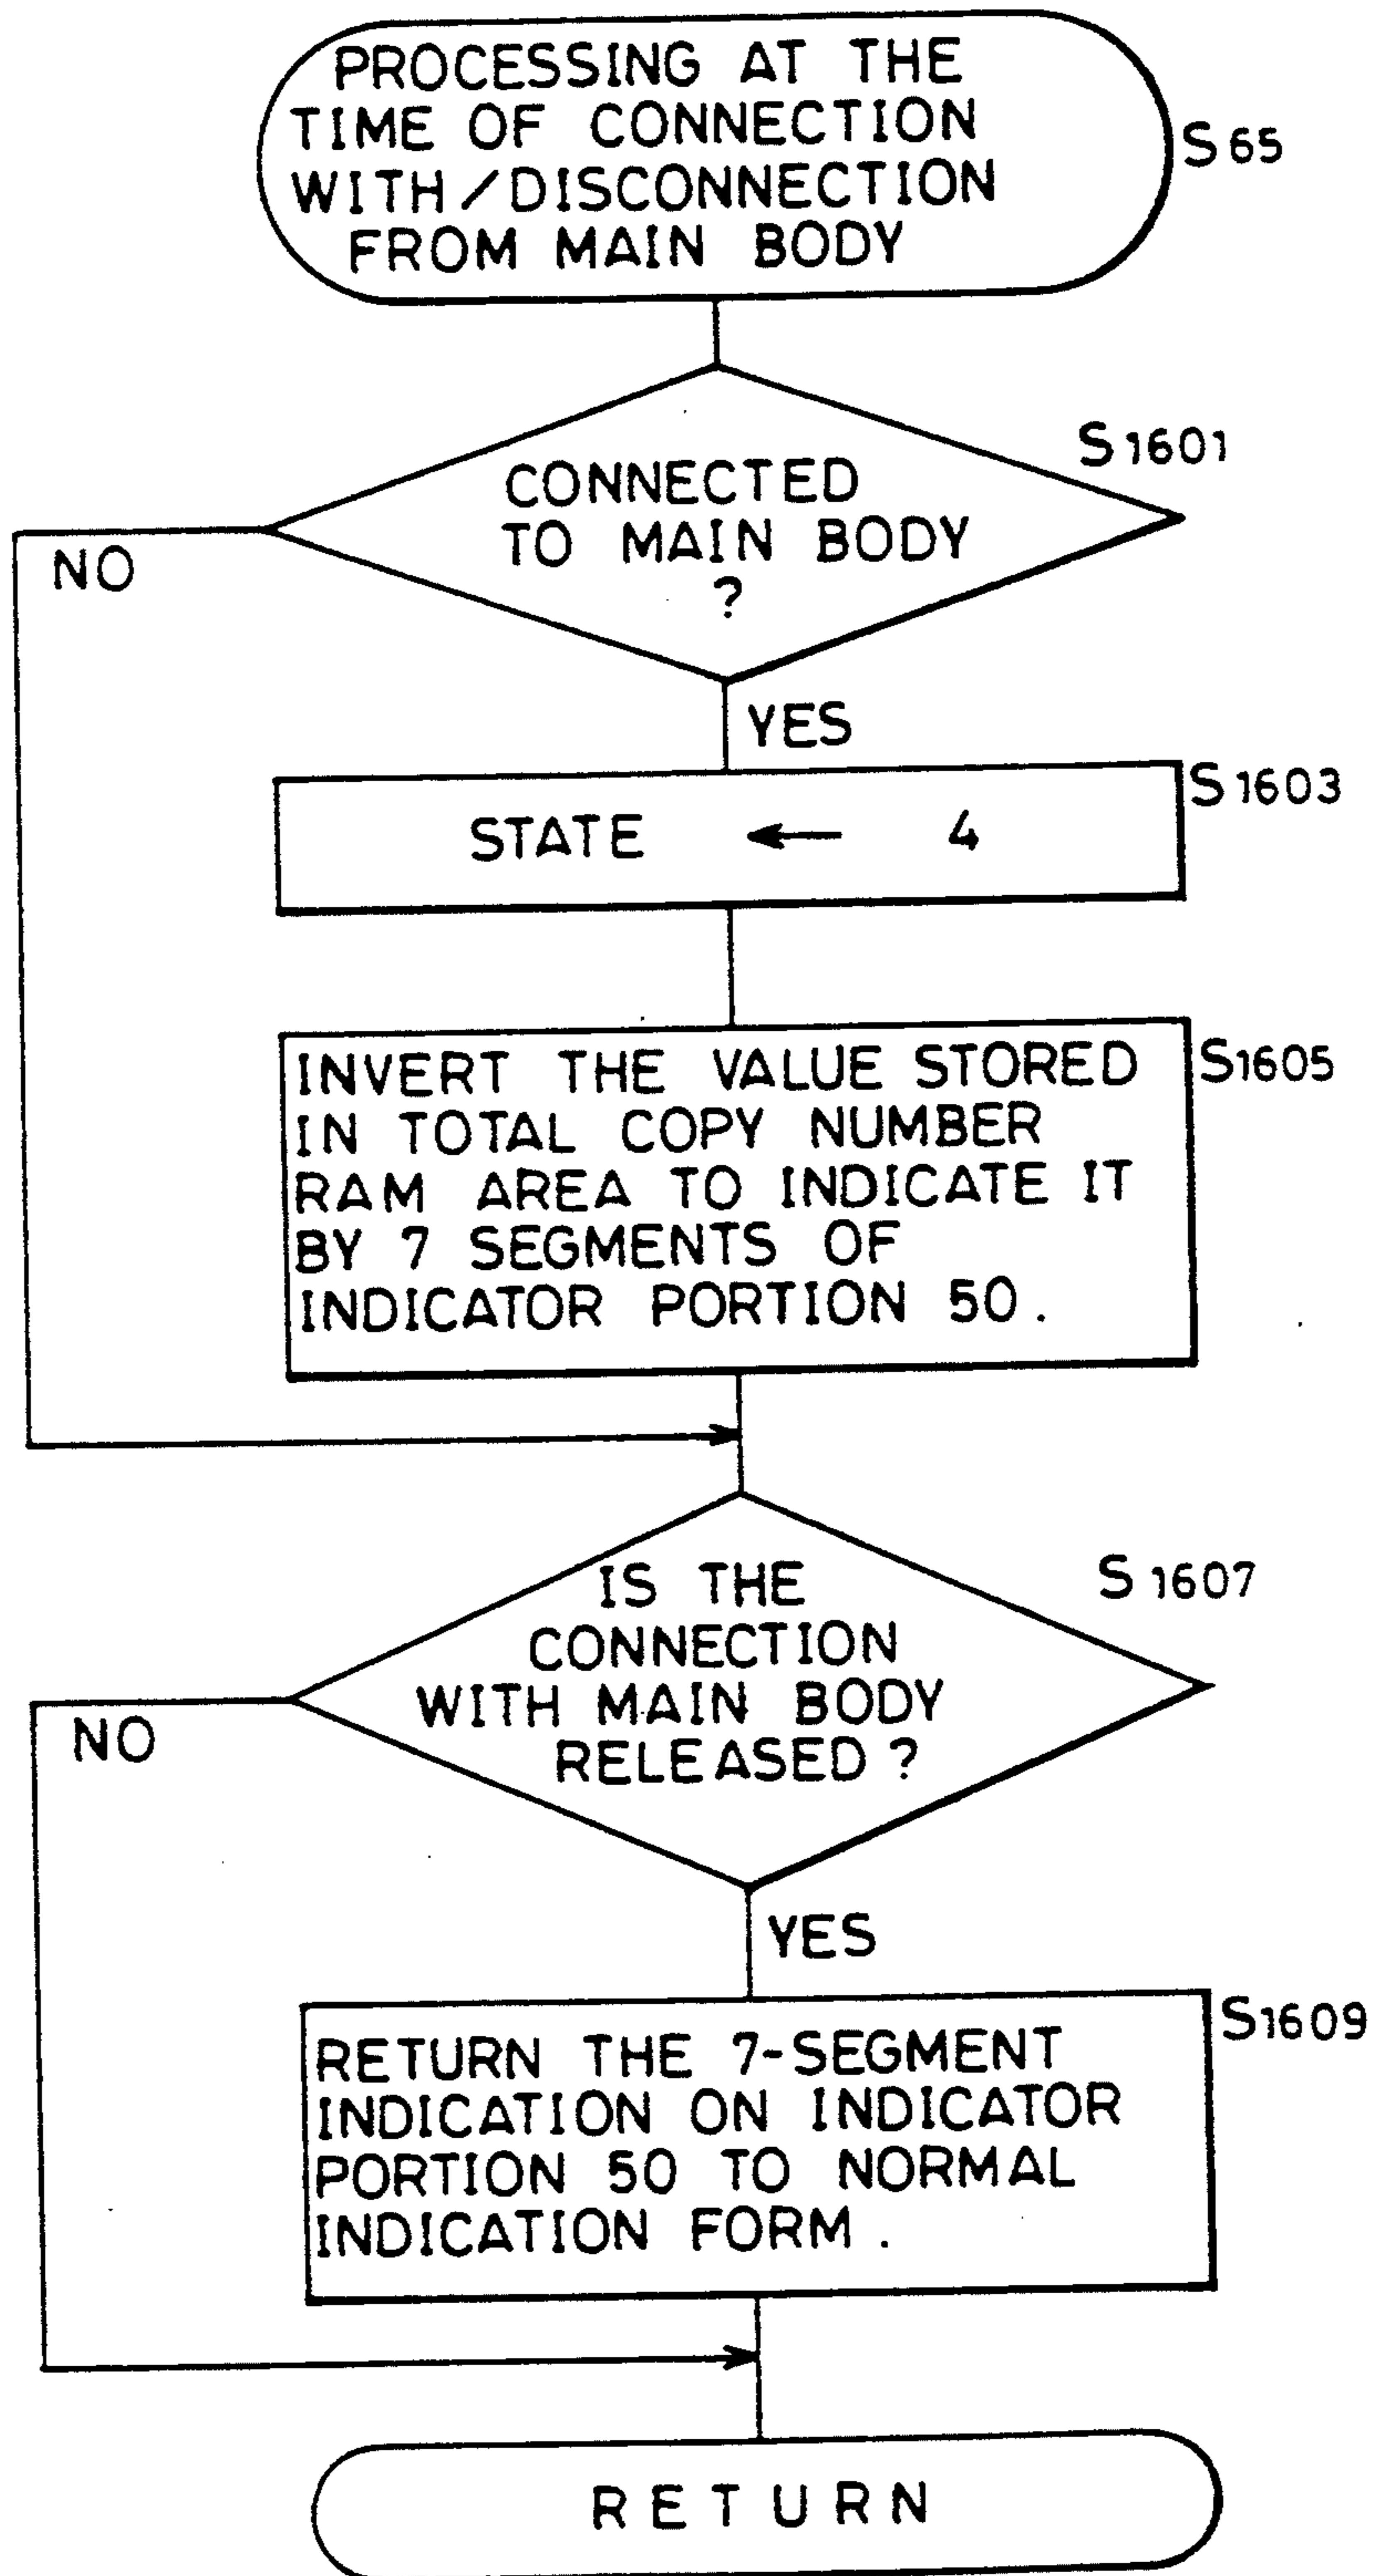 PROCESSING AT THE
TIME OF CONNECTION
WITH/DISCONNECTION
FROM MAIN BODY
S65
S1601
CONNECTED
TO MAIN BODY
?
NO
YES
S1603
STATE ← 4
S1605
INVERT THE VALUE STORED
IN TOTAL COPY NUMBER
RAM AREA TO INDICATE IT
BY 7 SEGMENTS OF
INDICATOR PORTION 50.
S1607
IS THE
CONNECTION
WITH MAIN BODY
RELEASED?
NO
YES
S1609
RETURN THE 7-SEGMENT
INDICATION ON INDICATOR
PORTION 50 TO NORMAL
INDICATION FORM.
RETURN